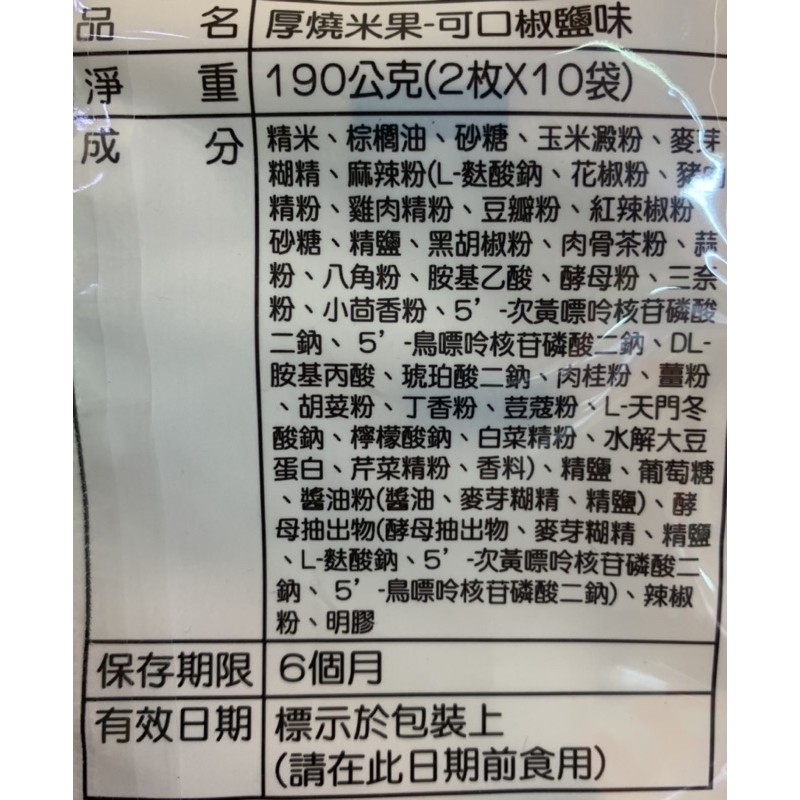 品名 厚燒米果-可口椒鹽味
淨重 190公克(2枚X10袋)
成分 精米、棕櫚油、砂糖、玉米澱粉、麥芽
糊精、麻辣粉(L-麩酸鈉、花椒粉、豬肉
精粉、雞肉精粉、豆瓣粉、紅辣椒粉
砂糖、精鹽、黑胡椒粉、肉骨茶粉、蒜
粉、八角粉、胺基乙酸、酵母粉、三奈
粉、小茴香粉、5’-次黃嘌呤核苷磷酸
二鈉、5’-鳥嘌呤核苷磷酸二鈉、DL-
胺基丙酸、琥珀酸二鈉、肉桂粉、薑粉
、胡荽粉、丁香粉、荳蔻粉、L-天門冬
酸鈉、檸檬酸鈉、白菜精粉、水解大豆
蛋白、芹菜精粉、香料)、精鹽、葡萄糖
、醬油粉(醬油、麥芽糊精、精鹽)、酵
母抽出物(酵母抽出物、麥芽糊精、精鹽
、L-麩酸鈉、5’-次黃嘌呤核苷磷酸二
鈉、5’-鳥嘌呤核苷磷酸二鈉)、辣椒
粉、明膠
保存期限 6個月
有效日期 標示於包裝上
(請在此日期前食用)